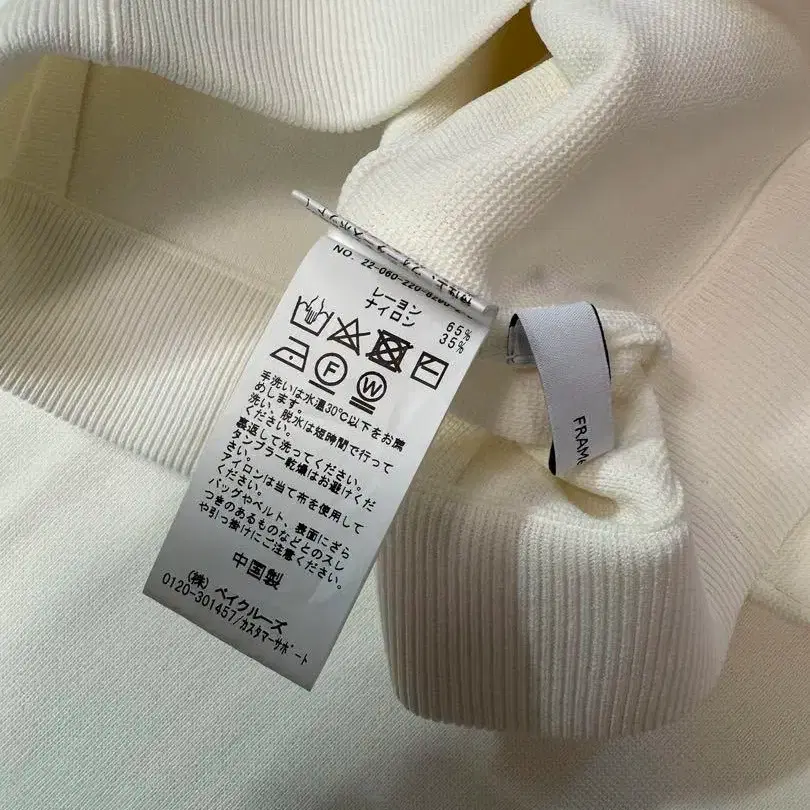 NO. 22-080-220-8200-
レーヨン 65%
ナイロン 35%
F
W
手洗いは水温30℃以下をお薦
めします。
洗い、脱水は短時間で行って
ください。
裏返して洗ってください。
タンブラー乾燥はお避けくだ
さい。
アイロンは当て布を使用して
ください。
バッグやベルト、表面にざら
つきのあるものなどとのスレ
や引っ掛けにご注意ください。
中国製
(株) ベイクルーズ
0120-301457/カスタマーサポート
FRAM